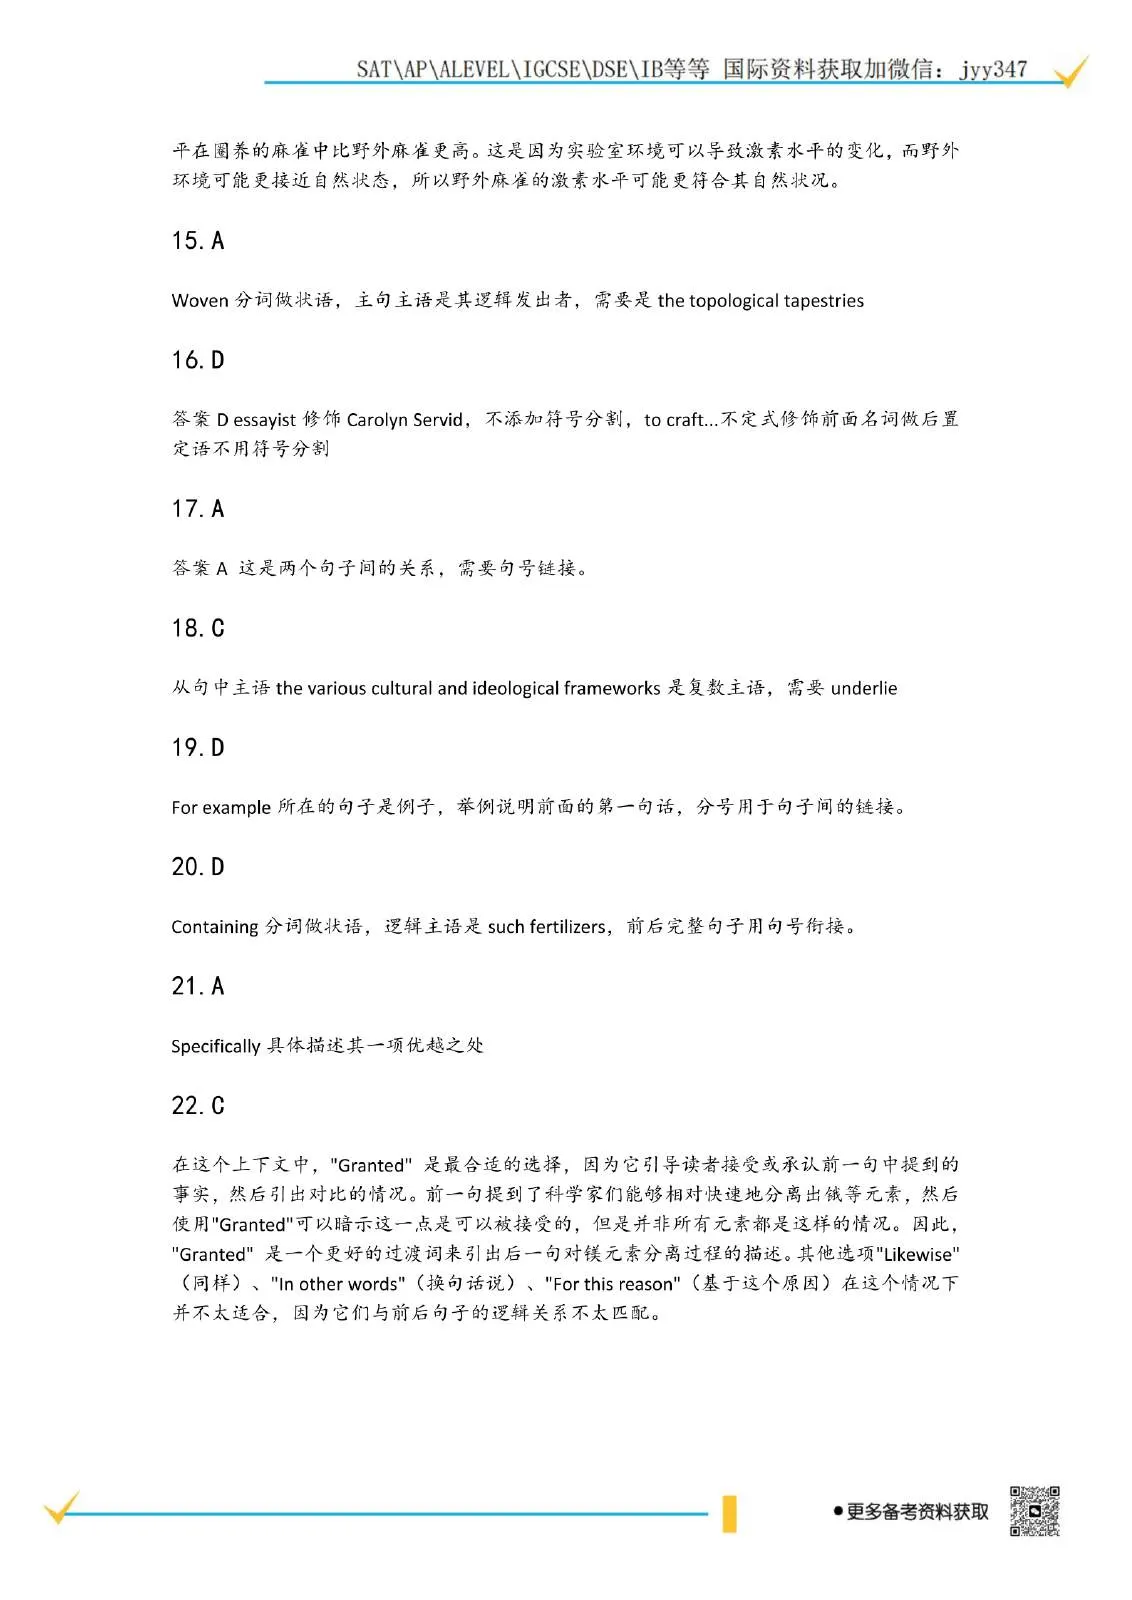 SAT\AP\ALEVEL\IGCSE\DSE\IB等等 国际资料获取加微信：jyy347
平在圈养的麻雀中比野外麻雀更高。这是因为实验室环境可以导致激素水平的变化，而野外
环境可能更接近自然状态，所以野外麻雀的激素水平可能更符合其自然状况。
15. A
Woven 分词做状语，主句主语是其逻辑发出者，需要是 the topological tapestries
16. D
答案 D essayist 修饰 Carolyn Servid，不添加符号分割，to craft...不定式修饰前面名词做后置
定语不用符号分割
17. A
答案 A 这是两个句子间的关系，需要句号链接。
18. C
从句中主语 the various cultural and ideological frameworks 是复数主语，需要 underlie
19. D
For example 所在的句子是例子，举例说明前面的第一句话，分号用于句子间的链接。
20. D
Containing 分词做状语，逻辑主语是 such fertilizers，前后完整句子用句号衔接。
21. A
Specifically 具体描述其一项优越之处
22. C
在这个上下文中，"Granted" 是最合适的选择，因为它引导读者接受或承认前一句中提到的
事实，然后引出对比的情况。前一句提到了科学家们能够相对快速地分离出锇等元素，然后
使用"Granted"可以暗示这一点是可以被接受的，但是并非所有元素都是这样的情况。因此，
"Granted" 是一个更好的过渡词来引出后一句对镁元素分离过程的描述。其他选项"Likewise"
（同样）、"In other words"（换句话说）、"For this reason"（基于这个原因）在这个情况下
并不太适合，因为它们与前后句子的逻辑关系不太匹配。
●更多备考资料获取